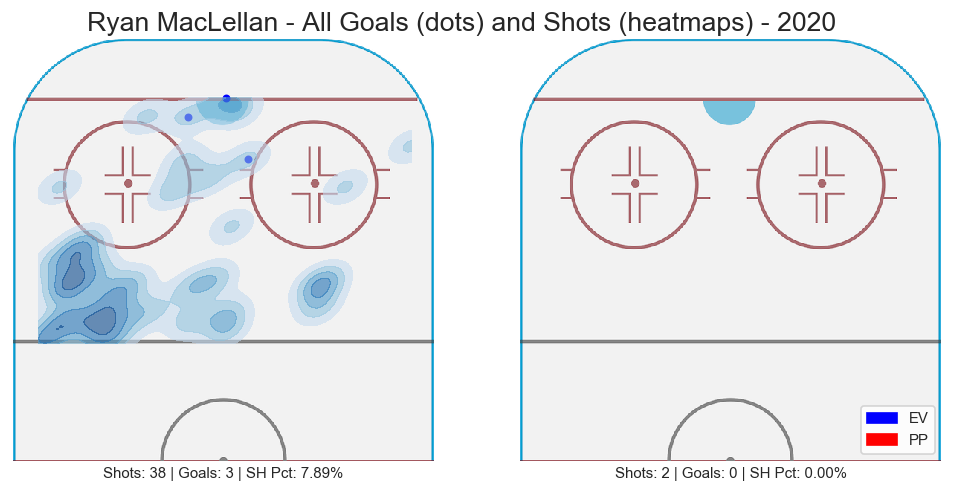 Ryan MacLellan - All Goals (dots) and Shots (heatmaps) - 2020
EV
PP
Shots: 38 | Goals: 3 | SH Pct: 7.89%
Shots: 2 | Goals: 0 | SH Pct: 0.00%